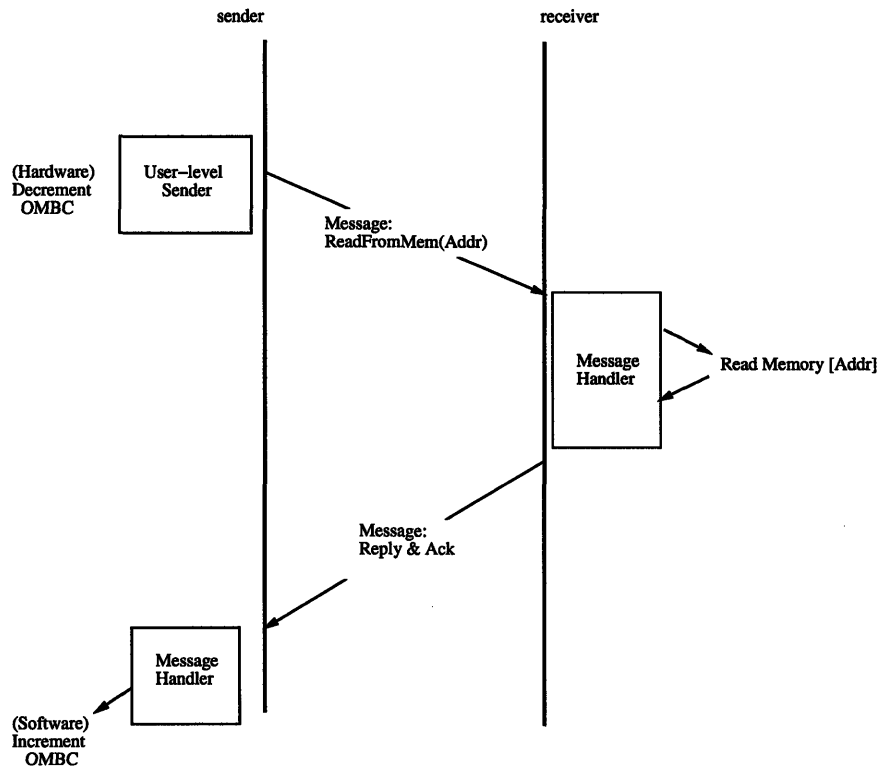 sender
receiver
(Hardware)
Decrement
OMBC
User-level
Sender
Message:
ReadFromMem(Addr)
Message
Handler
Read Memory [Addr]
Message:
Reply & Ack
Message
Handler
(Software)
Increment
OMBC